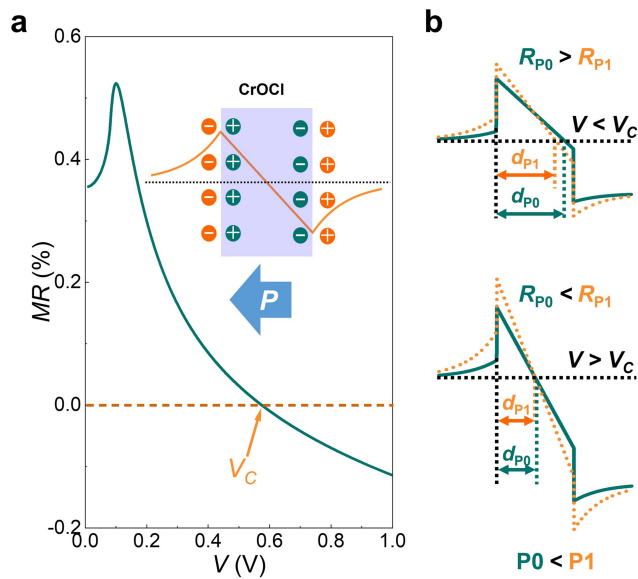 a
MR (%)
0.6
0.4
0.2
0.0
-0.2
0.0
0.2
0.4
0.6
0.8
1.0
V (V)
CrOCl
− + − +
− + − +
− + − +
− + − +
P
V_C
b
R_P0 > R_P1
V < V_C
d_P1
d_P0
R_P0 < R_P1
V > V_C
d_P1
d_P0
P0 < P1